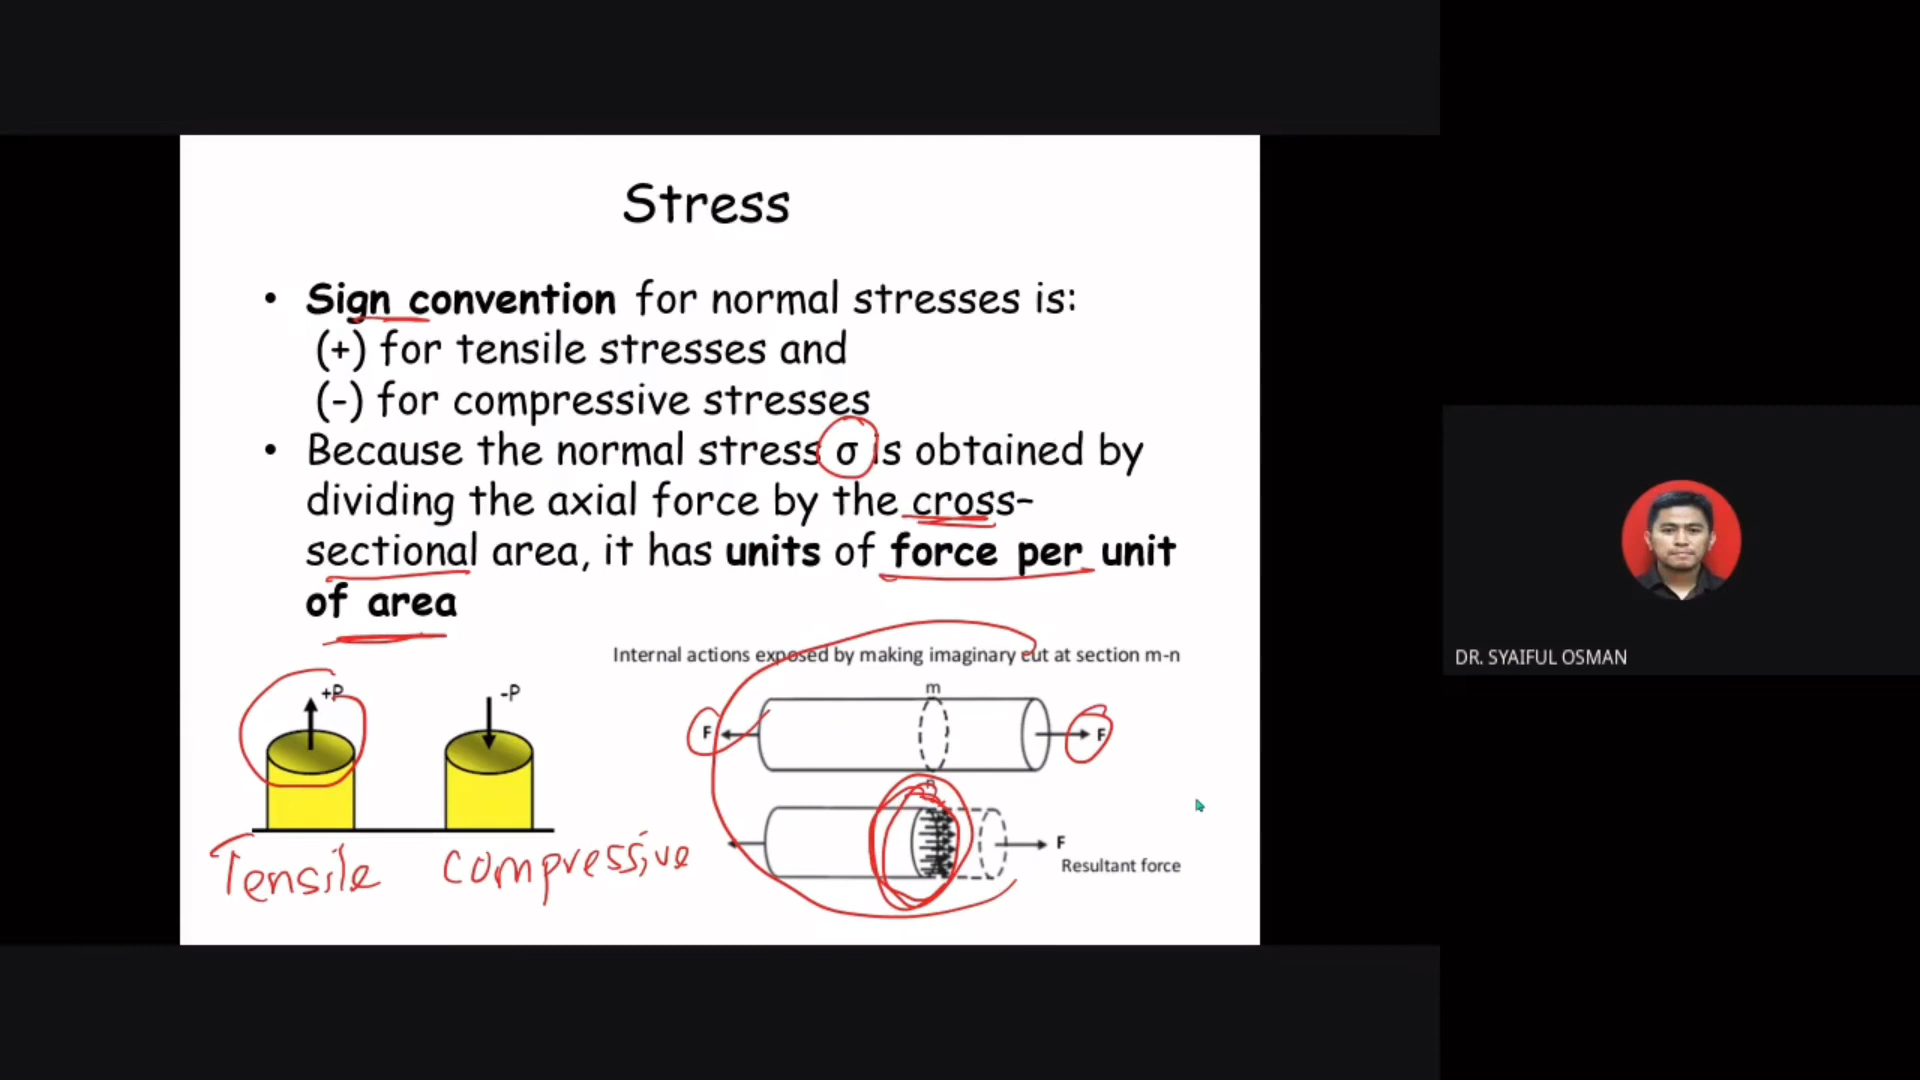 Stress
• Sign convention for normal stresses is:
(+) for tensile stresses and
(-) for compressive stresses
• Because the normal stress σ is obtained by
dividing the axial force by the cross-
sectional area, it has units of force per unit
of area
Internal actions exposed by making imaginary cut at section m-n
+P
-P
m
F
F
n
F
Resultant force
Tensile
compressive
DR. SYAIFUL OSMAN